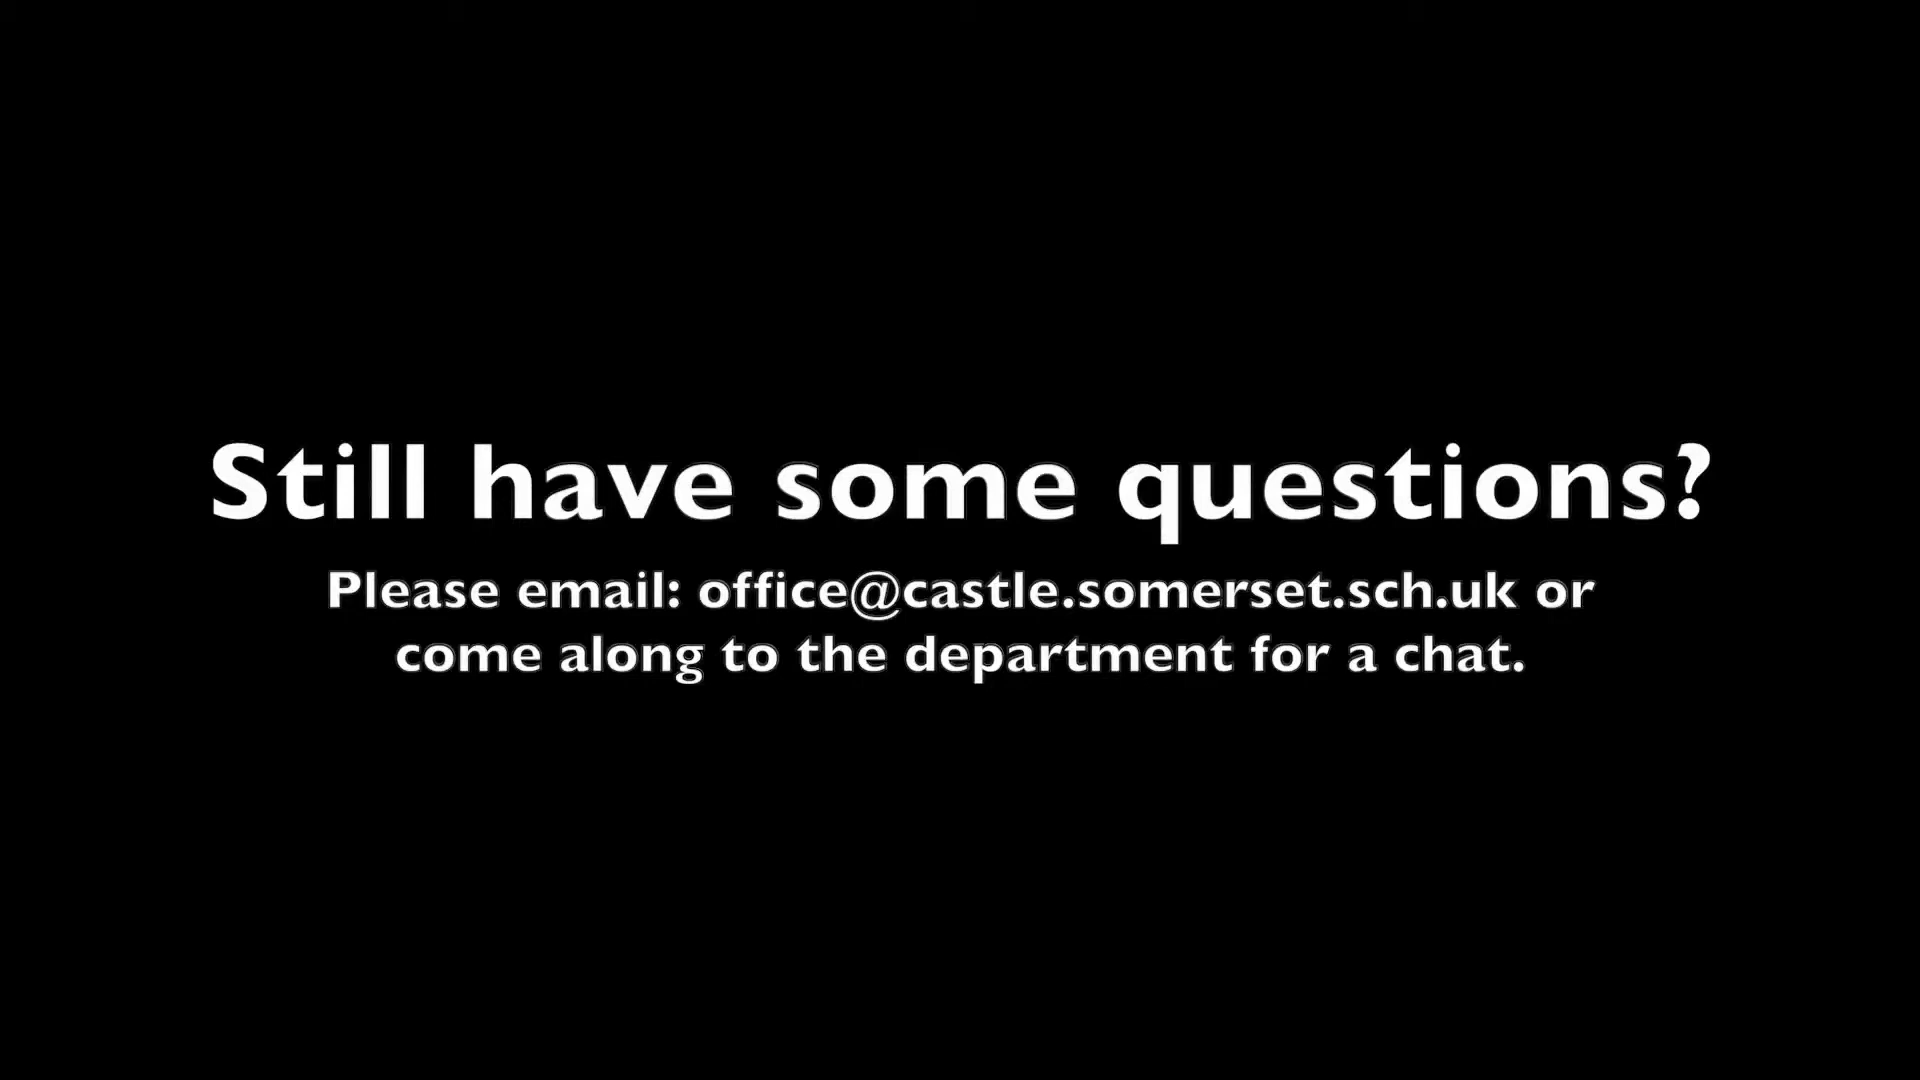 Still have some questions?
Please email: office@castle.somerset.sch.uk or
come along to the department for a chat.